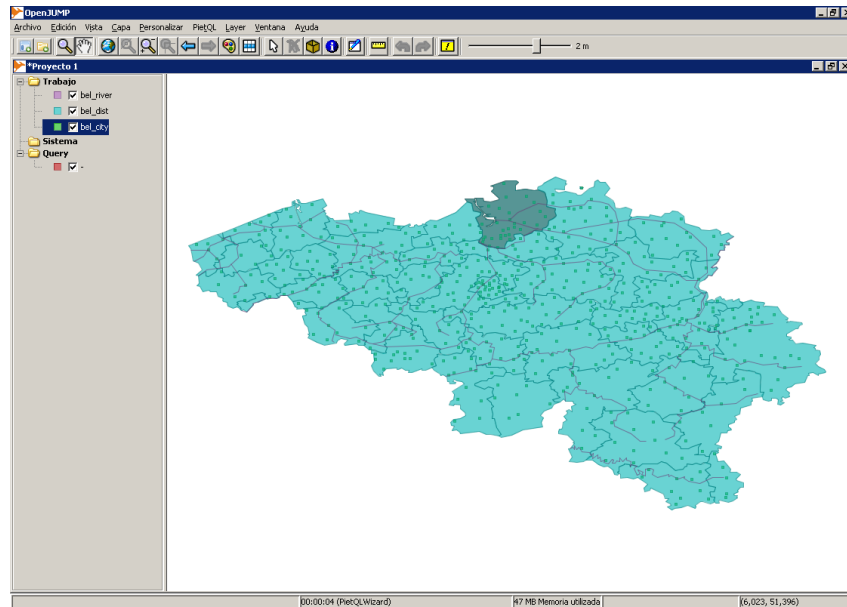 OpenJUMP
Archivo Edición Vista Capa Personalizar PietQL Layer Ventana Ayuda
2 m
*Proyecto 1
Trabajo
bel_river
bel_dist
bel_city
Sistema
Query
-
00:00:04 (PietQLWizard) 47 MB Memoria utilizada (6,023, 51,396)